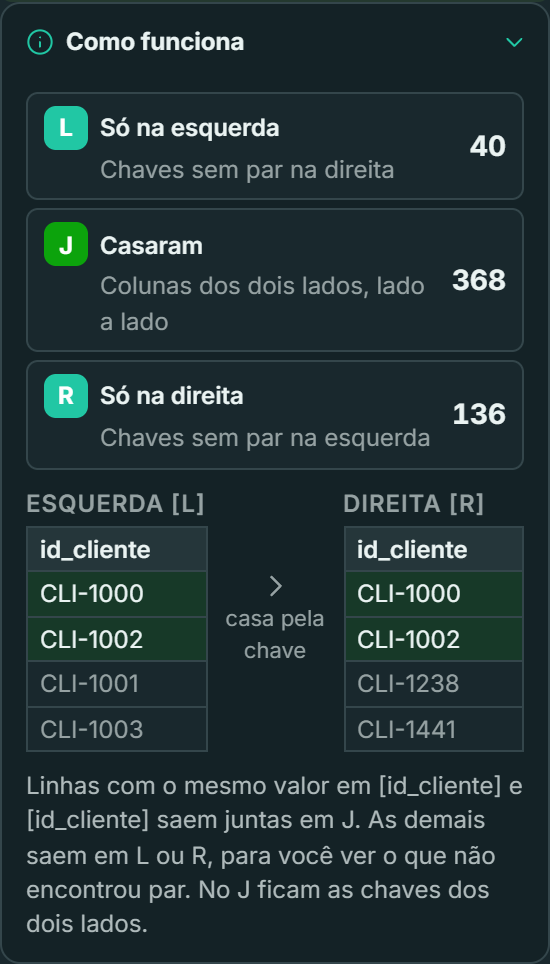 Como funciona
L Só na esquerda
Chaves sem par na direita
40
J Casaram
Colunas dos dois lados, lado
a lado
368
R Só na direita
Chaves sem par na esquerda
136
ESQUERDA [L]
id_cliente
CLI-1000
CLI-1002
CLI-1001
CLI-1003
>
casa pela
chave
DIREITA [R]
id_cliente
CLI-1000
CLI-1002
CLI-1238
CLI-1441
Linhas com o mesmo valor em [id_cliente] e
[id_cliente] saem juntas em J. As demais
saem em L ou R, para você ver o que não
encontrou par. No J ficam as chaves dos
dois lados.